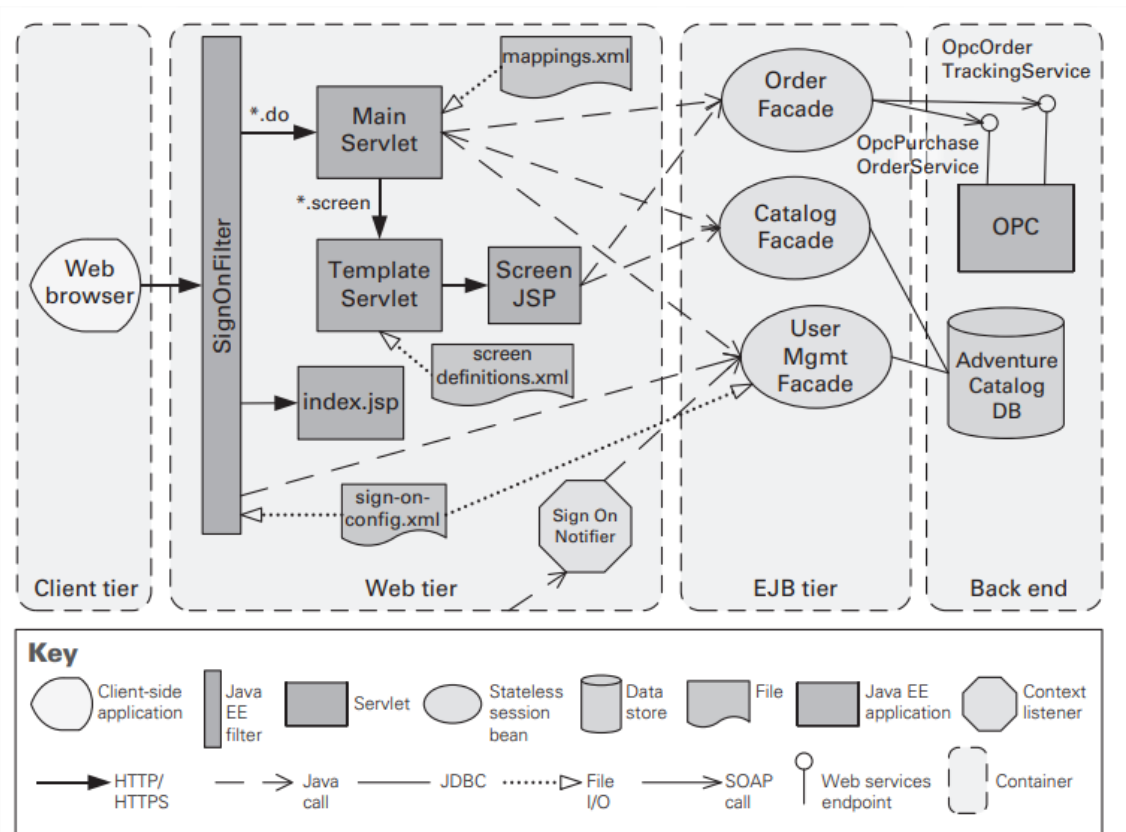 mappings.xml
OpcOrder
TrackingService
*.do
Main
Servlet
Order
Facade
OpcPurchase
OrderService
*.screen
Catalog
Facade
OPC
Web
browser
SignOnFilter
Template
Servlet
Screen
JSP
User
Mgmt
Facade
Adventure
Catalog
DB
screen
definitions.xml
index.jsp
sign-on-
config.xml
Sign On
Notifier
Client tier
Web tier
EJB tier
Back end
Key
Client-side
application
Java
EE
filter
Servlet
Stateless
session
bean
Data
store
File
Java EE
application
Context
listener
HTTP/
HTTPS
Java
call
JDBC
File
I/O
SOAP
call
Web services
endpoint
Container